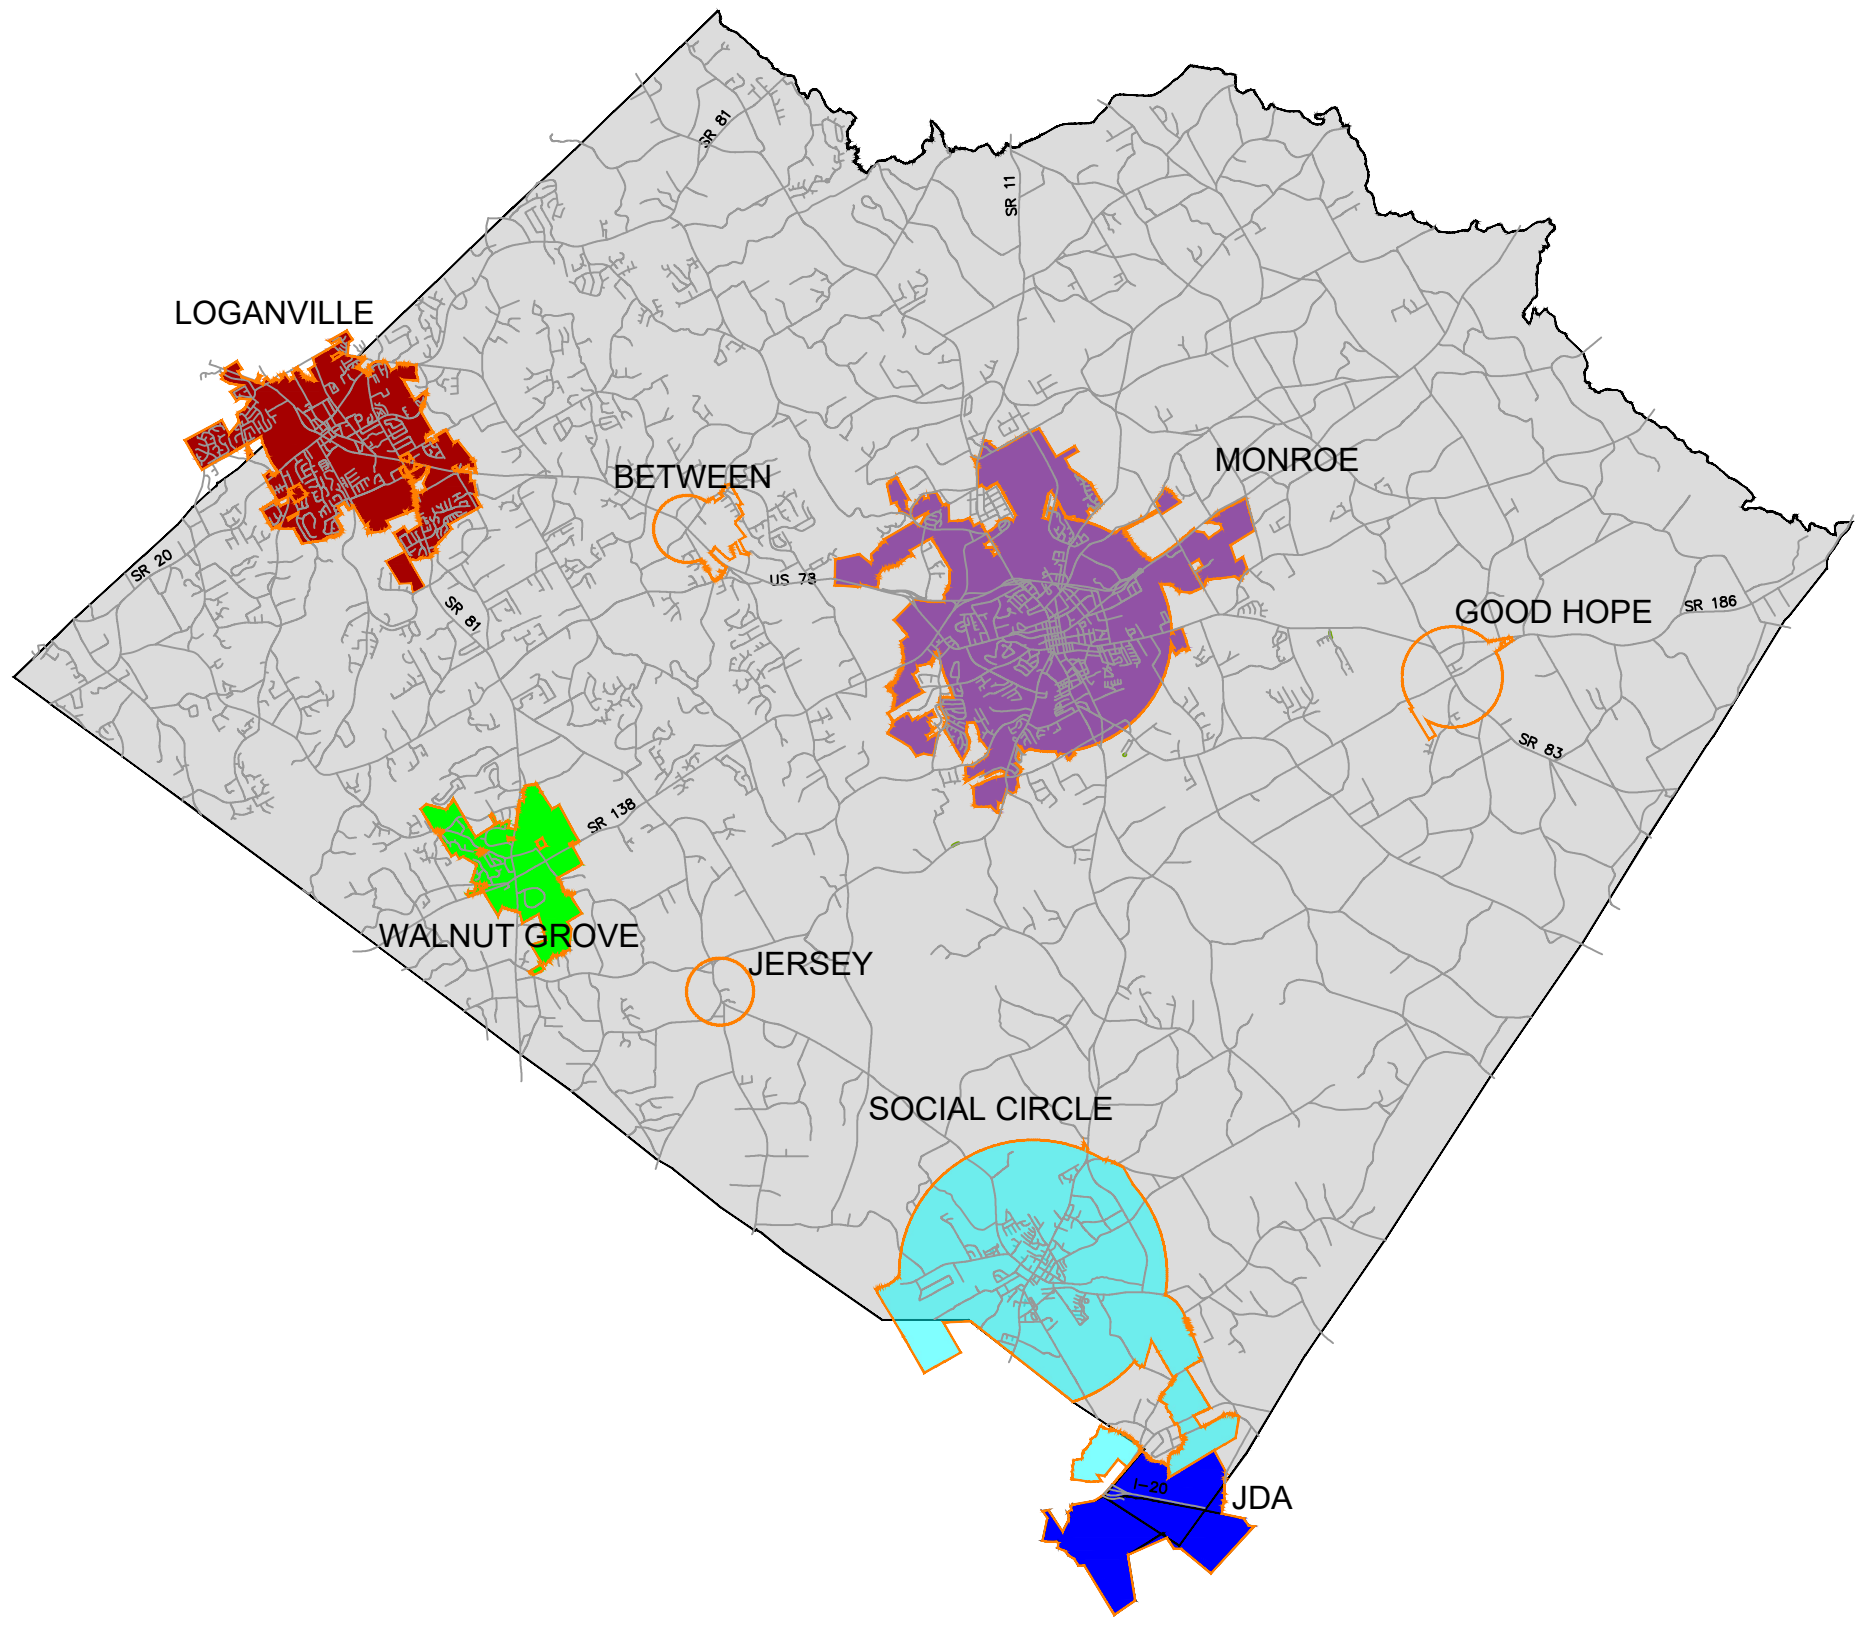 SR 81
SR 11
LOGANVILLE
MONROE
BETWEEN
SR 20
US 78
SR 81
GOOD HOPE
SR 186
SR 83
SR 138
WALNUT GROVE
JERSEY
SOCIAL CIRCLE
I-20
JDA